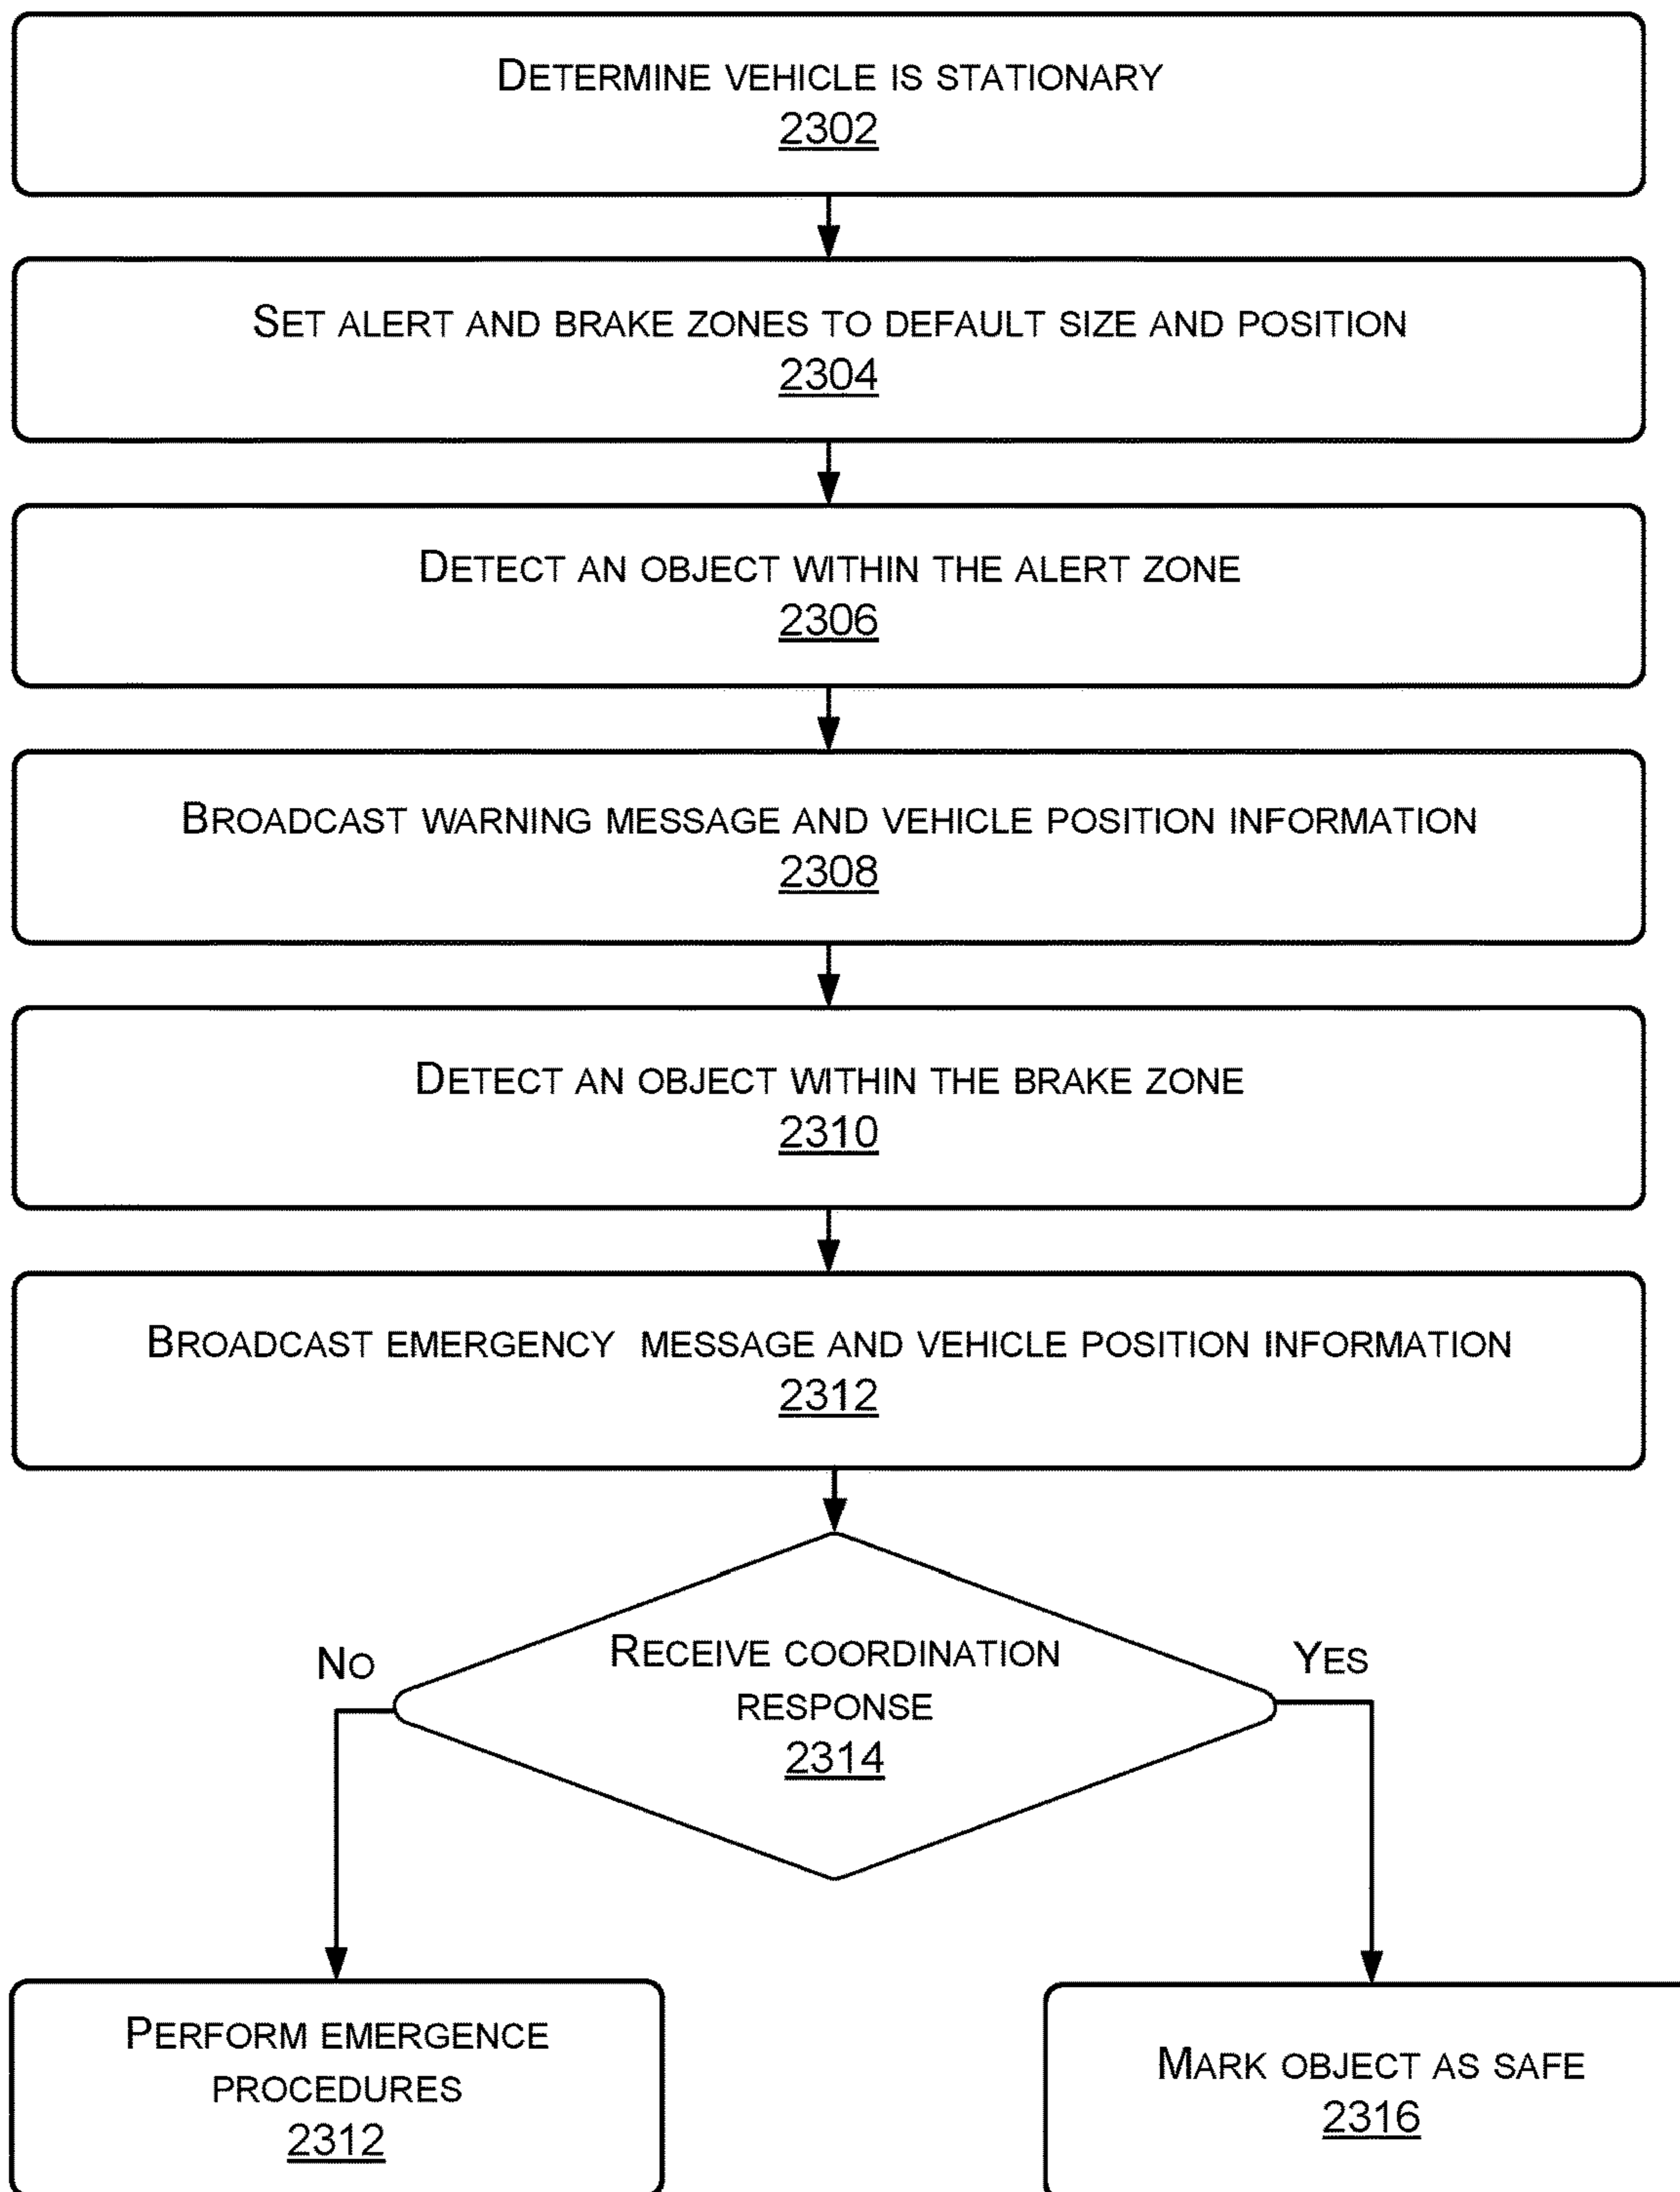 DETERMINE VEHICLE IS STATIONARY
2302
SET ALERT AND BRAKE ZONES TO DEFAULT SIZE AND POSITION
2304
DETECT AN OBJECT WITHIN THE ALERT ZONE
2306
BROADCAST WARNING MESSAGE AND VEHICLE POSITION INFORMATION
2308
DETECT AN OBJECT WITHIN THE BRAKE ZONE
2310
BROADCAST EMERGENCY MESSAGE AND VEHICLE POSITION INFORMATION
2312
RECEIVE COORDINATION
RESPONSE
2314
NO
YES
PERFORM EMERGENCE
PROCEDURES
2312
MARK OBJECT AS SAFE
2316